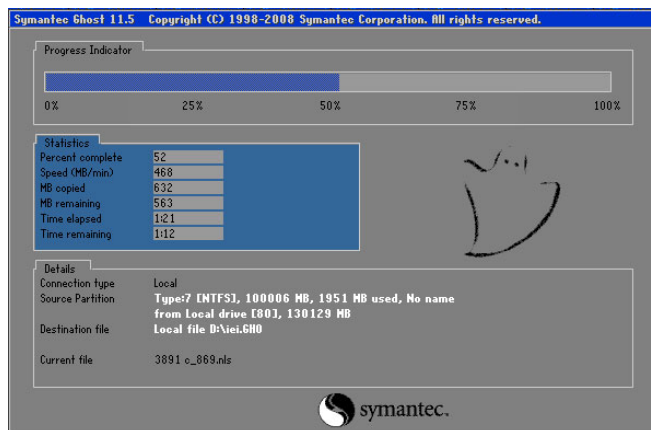 Symantec Ghost 11.5   Copyright (C) 1998-2008 Symantec Corporation. All rights reserved.
Progress Indicator
0% 25% 50% 75% 100%
Statistics
Percent complete 52
Speed (MB/min) 468
MB copied 632
MB remaining 563
Time elapsed 1:21
Time remaining 1:12
Details
Connection type Local
Source Partition Type:7 [NTFS], 100006 MB, 1951 MB used, No name
from Local drive [80], 130129 MB
Destination file Local file D:\iei.GHO
Current file 3891 c_869.nls
symantec.